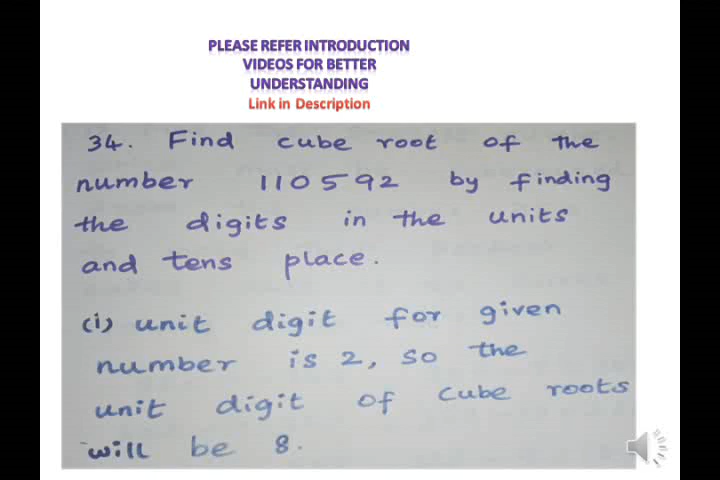 PLEASE REFER INTRODUCTION
VIDEOS FOR BETTER
UNDERSTANDING
Link in Description
34. Find cube root of the
number 110592 by finding
the digits in the units
and tens place.
(i) unit digit for given
number is 2, so the
unit digit of cube roots
will be 8.